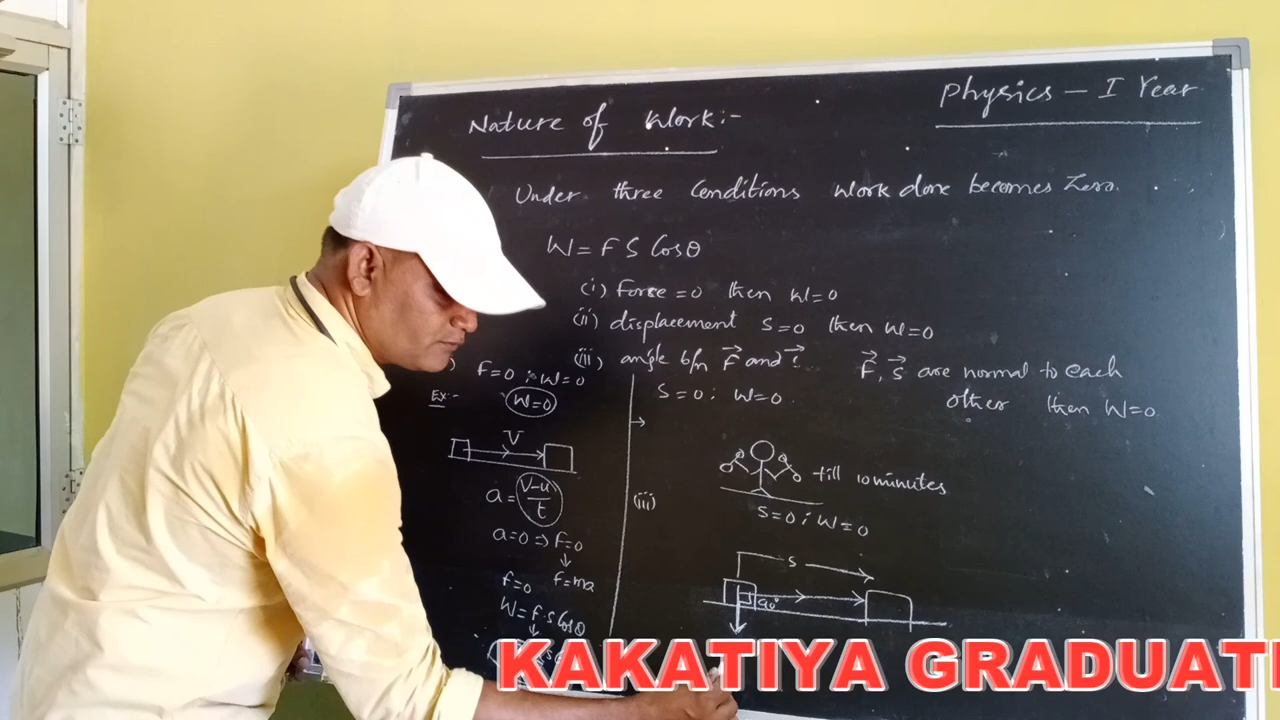 Physics - I Year
Nature of Work:-
Under three Conditions work done becomes Zero.
W = F S Cosθ
(i) Force = 0 then W = 0
(ii) displacement S = 0 then W = 0
(iii) angle b/n F and F, S are normal to each
other then W = 0
F = 0 ; W = 0
Ex:-
W = 0
V
a = V-u/t
a = 0 ⇒ F = 0
F = ma
F = 0
W = F.S Cosθ
S = 0 ; W = 0
till 10 minutes
S = 0 ; W = 0
(iii)
S
90°
KAKATIYA GRADUAT